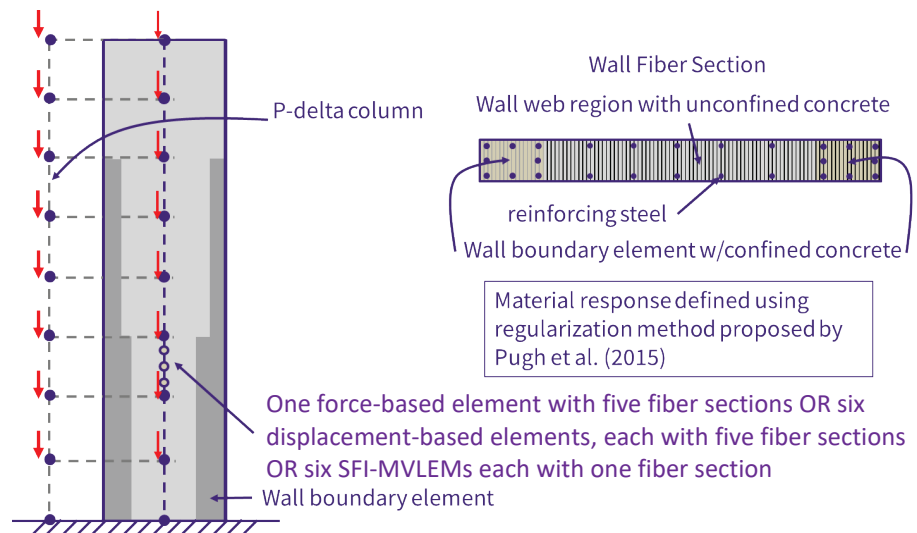 P-delta column
Wall Fiber Section
Wall web region with unconfined concrete
reinforcing steel
Wall boundary element w/confined concrete
Material response defined using
regularization method proposed by
Pugh et al. (2015)
One force-based element with five fiber sections OR six
displacement-based elements, each with five fiber sections
OR six SFI-MVLEMs each with one fiber section
Wall boundary element